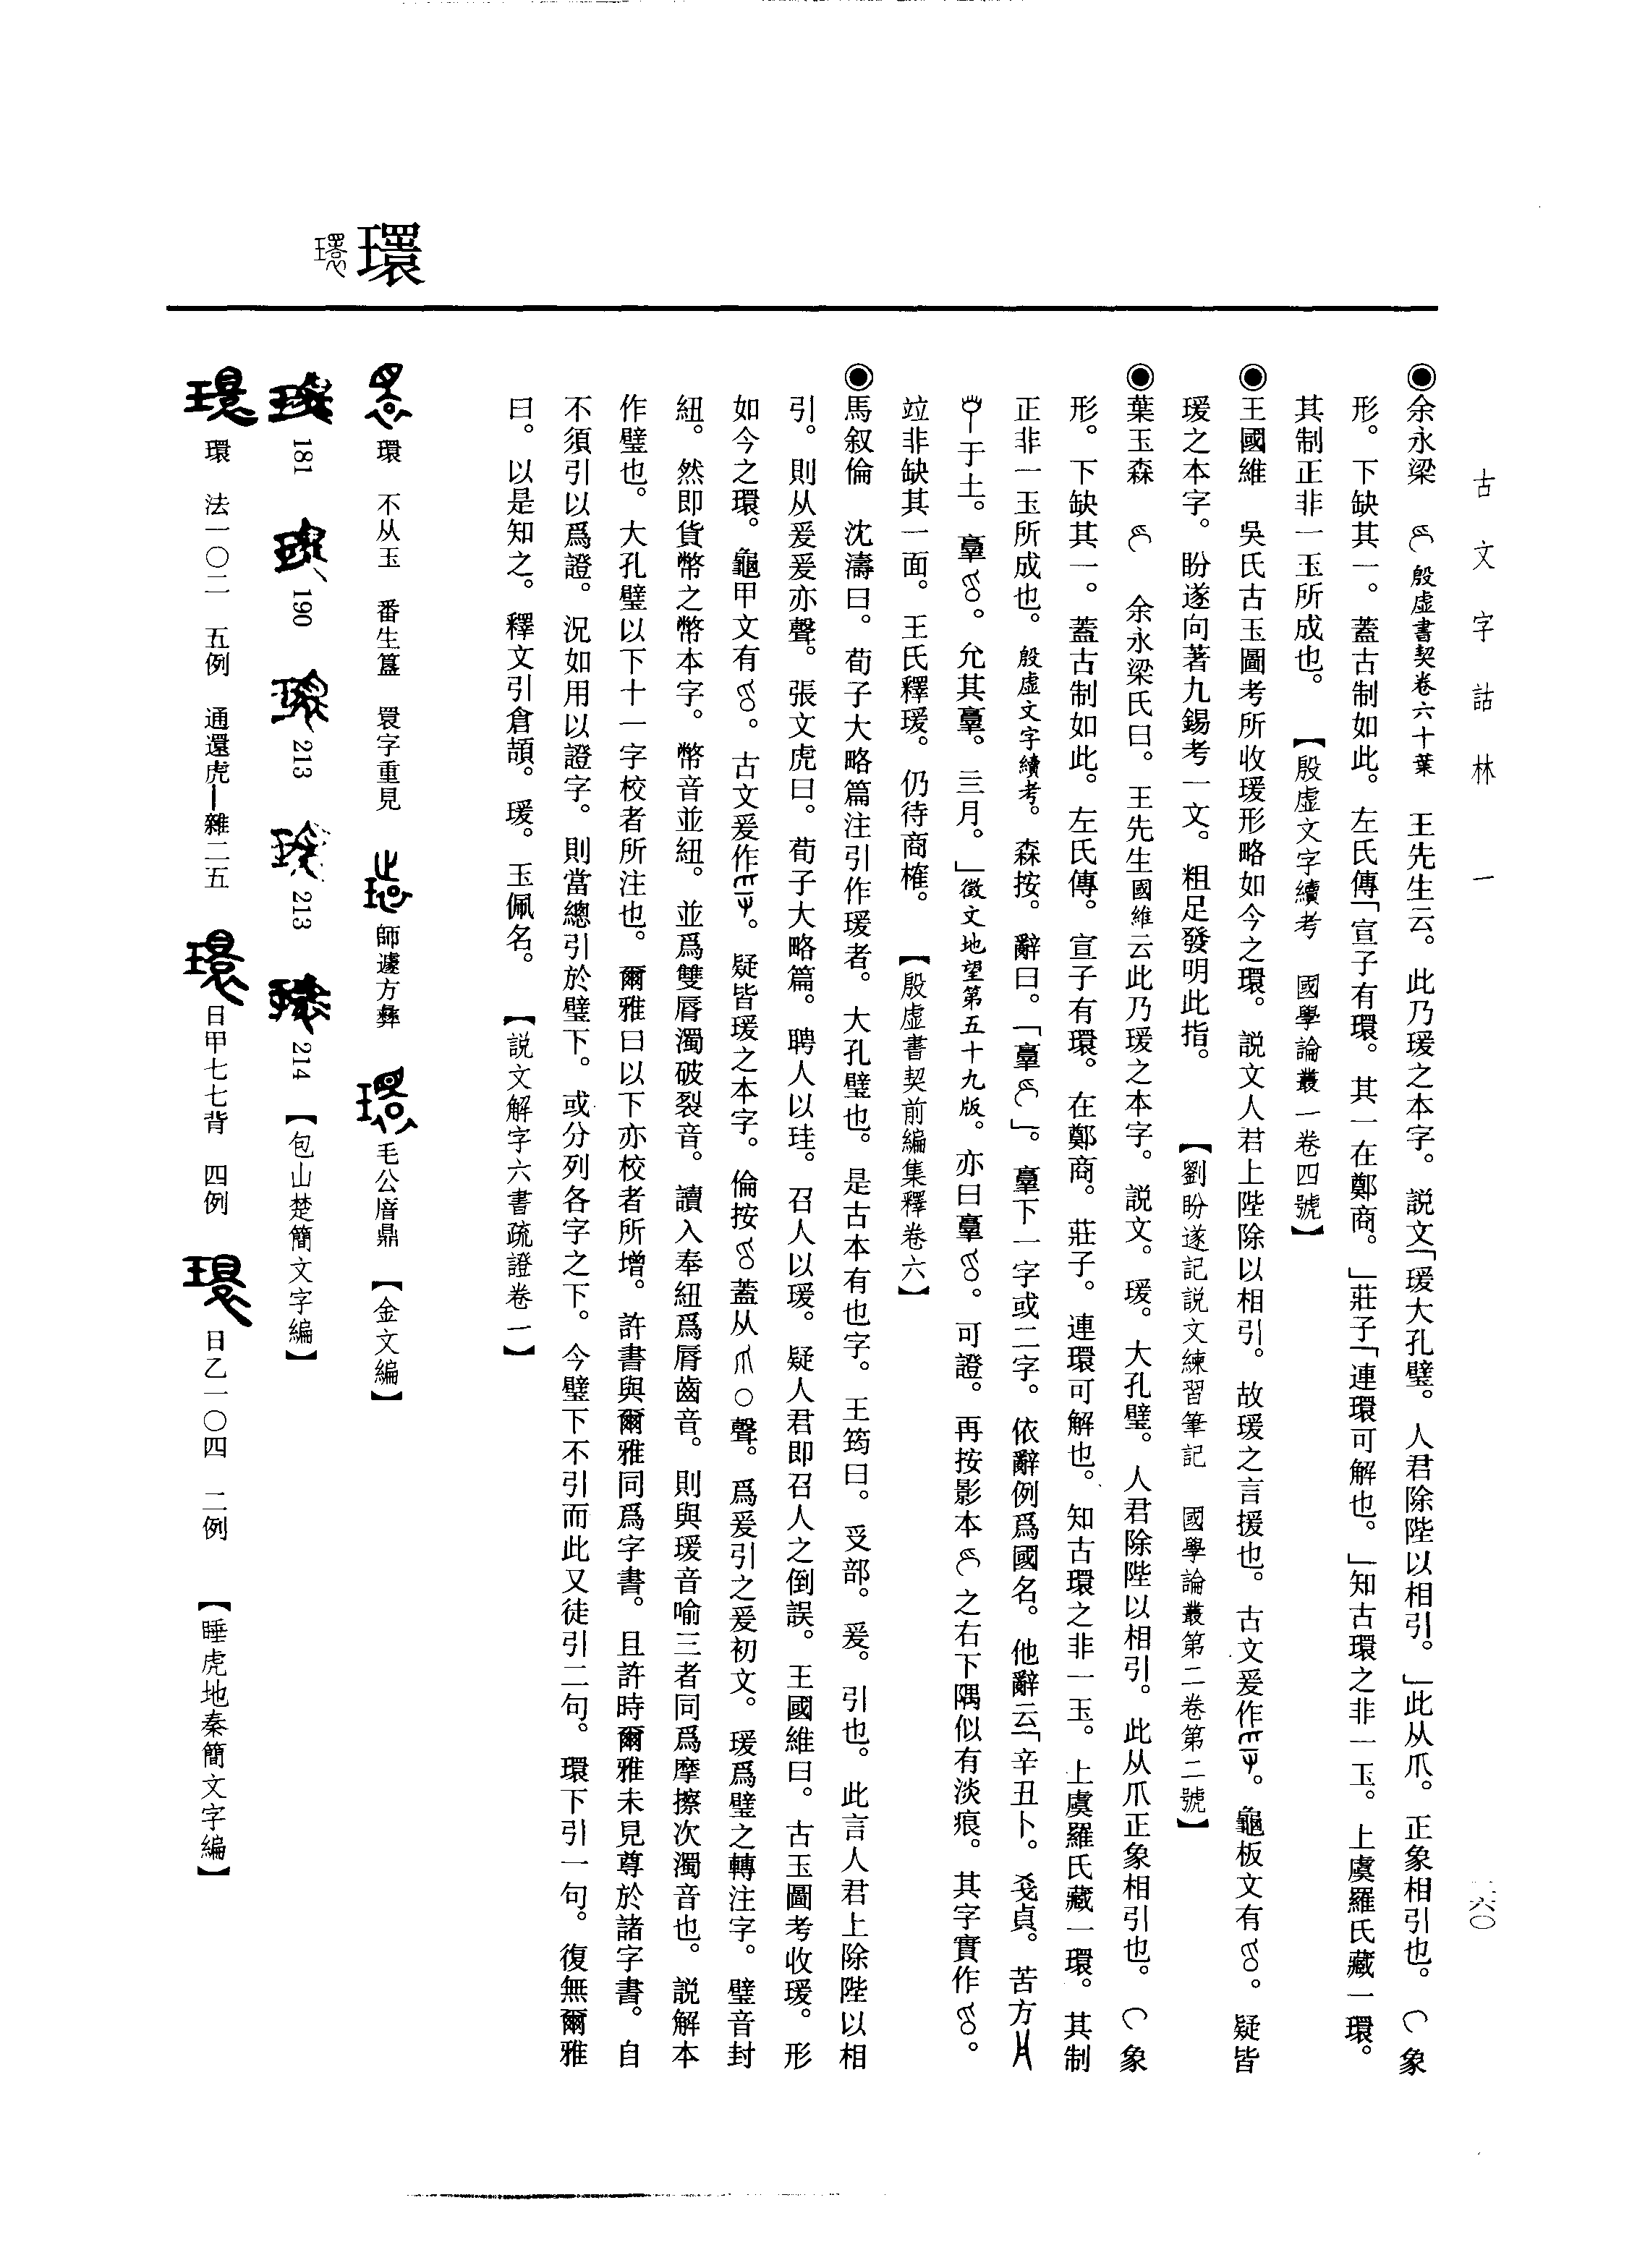 古文字詁林 一
六〇
◉余永梁 殷虛書契卷六十葉 王先生云。此乃瑗之本字。説文「瑗大孔璧。人君除陛以相引。」此从爪。正象相引也。象
形。下缺其一。蓋古制如此。左氏傳「宣子有環。其一在鄭商。」莊子「連環可解也。」知古環之非一玉。上虞羅氏藏一環。
其制正非一玉所成也。【殷虛文字續考 國學論叢一卷四號】
◉王國維 吳氏古玉圖考所收瑗形略如今之環。説文人君上陛除以相引。故瑗之言援也。古文爰作。龜板文有。疑皆
瑗之本字。盼遂向著九錫考一文。粗足發明此指。【劉盼遂記説文練習筆記 國學論叢第二卷第二號】
◉葉玉森 余永梁氏曰。王先生國維云此乃瑗之本字。説文。瑗。大孔璧。人君除陛以相引。此从爪正象相引也。象
形。下缺其一。蓋古制如此。左氏傳。宣子有環。在鄭商。莊子。連環可解也。知古環之非一玉。上虞羅氏藏一環。其制
正非一玉所成也。殷虛文字續考。森按。辭曰。「𦎫」。𦎫下一字或二字。依辭例爲國名。他辭云「辛丑卜。㱿貞。苦方
于土。𦎫。允其𦎫。三月。」徵文地望第五十九版。亦曰𦎫。可證。再按影本之右下隅似有淡痕。其字實作。
竝非缺其一面。王氏釋瑗。仍待商榷。【殷虛書契前編集釋卷六】
◉馬叙倫 沈濤曰。荀子大略篇注引作瑗者。大孔璧也。是古本有也字。王筠曰。𠬪部。爰。引也。此言人君上除陛以相
引。則从爰爰亦聲。張文虎曰。荀子大略篇。聘人以珪。召人以瑗。疑人君即召人之倒誤。王國維曰。古玉圖考收瑗。形
如今之環。龜甲文有。古文爰作。疑皆瑗之本字。倫按蓋从爪○聲。爲爰引之爰初文。瑗爲璧之轉注字。璧音封
紐。然即貨幣之幣本字。幣音並紐。並爲雙脣濁破裂音。讀入奉紐爲脣齒音。則與瑗音喻三者同爲摩擦次濁音也。説解本
作璧也。大孔璧以下十一字校者所注也。爾雅曰以下亦校者所增。許書與爾雅同爲字書。且許時爾雅未見尊於諸字書。自
不須引以爲證。況如用以證字。則當總引於璧下。或分列各字之下。今璧下不引而此又徒引二句。環下引一句。復無爾雅
曰。以是知之。釋文引倉頡。瑗。玉佩名。【説文解字六書疏證卷一】
環 環
環 不从玉 番生簋 睘字重見 師遽方彝 毛公𢊾鼎 【金文編】
181 190 213 213 214 【包山楚簡文字編】
環 法一〇二 五例 通還虎—雜二五 日甲七七背 四例 日乙一〇四 二例 【睡虎地秦簡文字編】